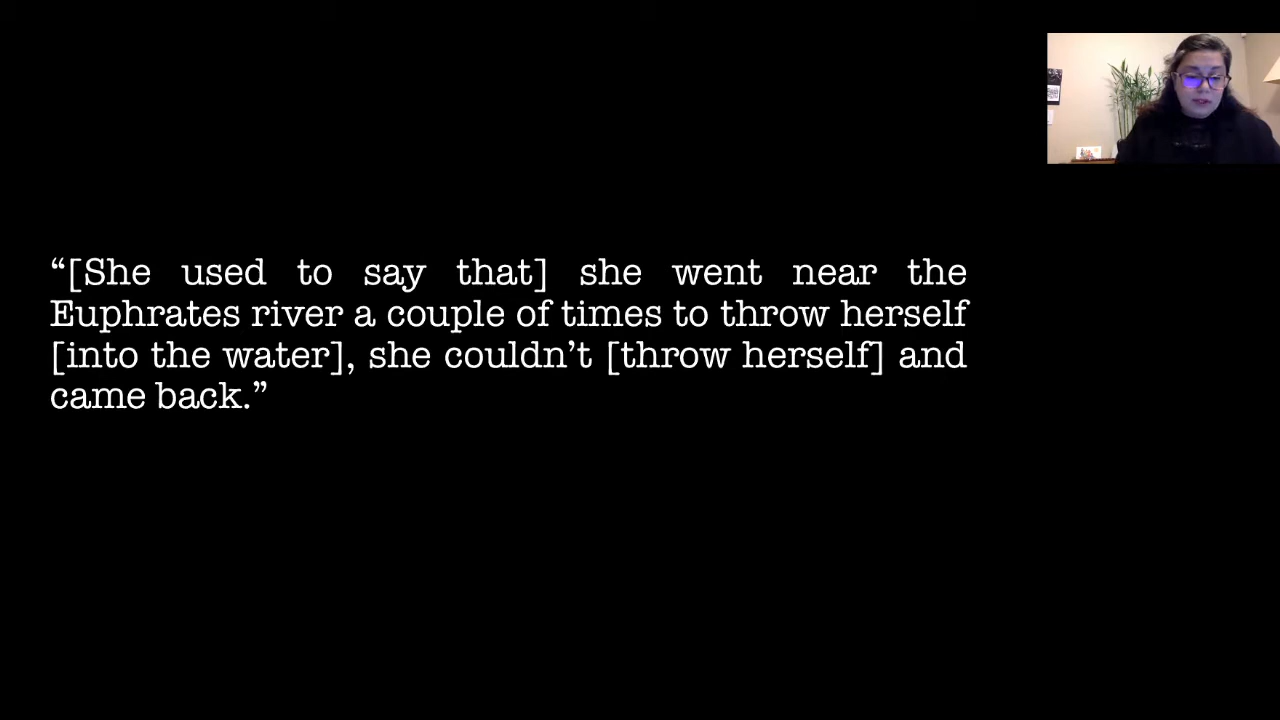 “[She used to say that] she went near the
Euphrates river a couple of times to throw herself
[into the water], she couldn’t [throw herself] and
came back.”